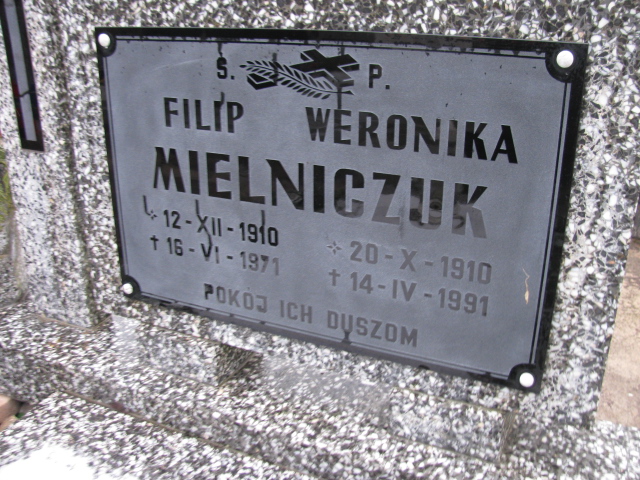 Ś. P.
FILIP WERONIKA
MIELNICZUK
12-XII-1910 20-X-1910
† 16-VI-1971 † 14-IV-1991
POKÓJ ICH DUSZOM